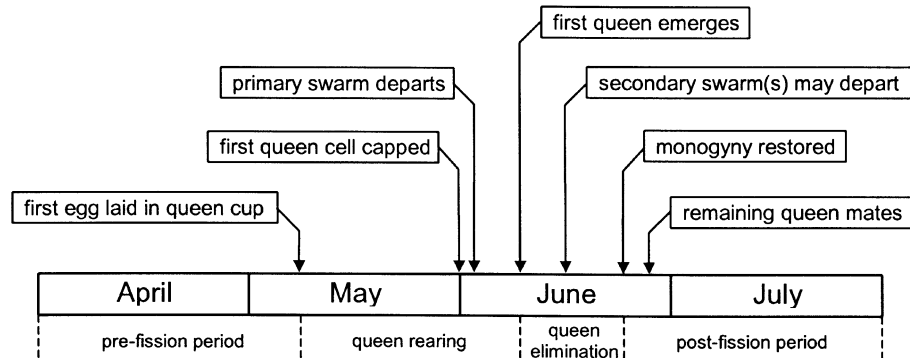 first queen emerges
primary swarm departs
secondary swarm(s) may depart
first queen cell capped
monogyny restored
first egg laid in queen cup
remaining queen mates
April
May
June
July
pre-fission period
queen rearing
queen
elimination
post-fission period